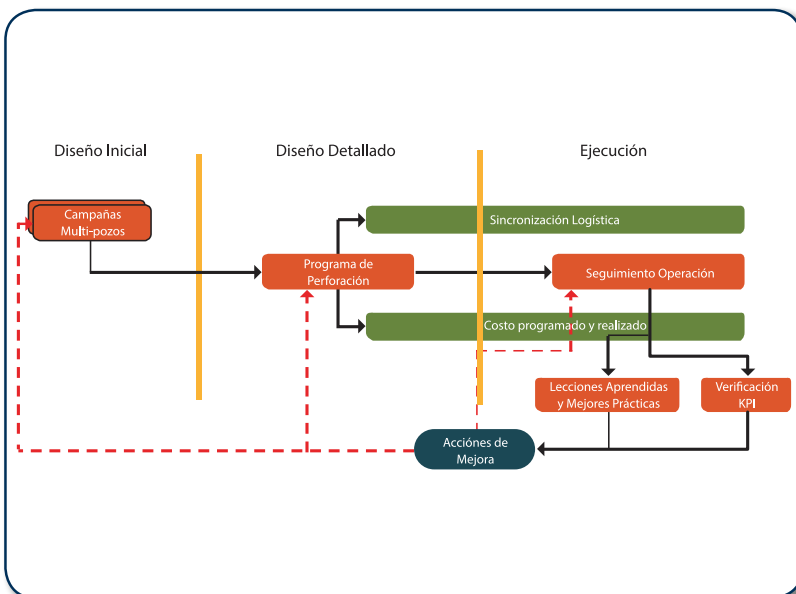 Diseño Inicial
Diseño Detallado
Ejecución
Campañas
Multi-pozos
Sincronización Logística
Programa de
Perforación
Seguimiento Operación
Costo programado y realizado
Lecciones Aprendidas
y Mejores Prácticas
Verificación
KPI
Acciónes de
Mejora